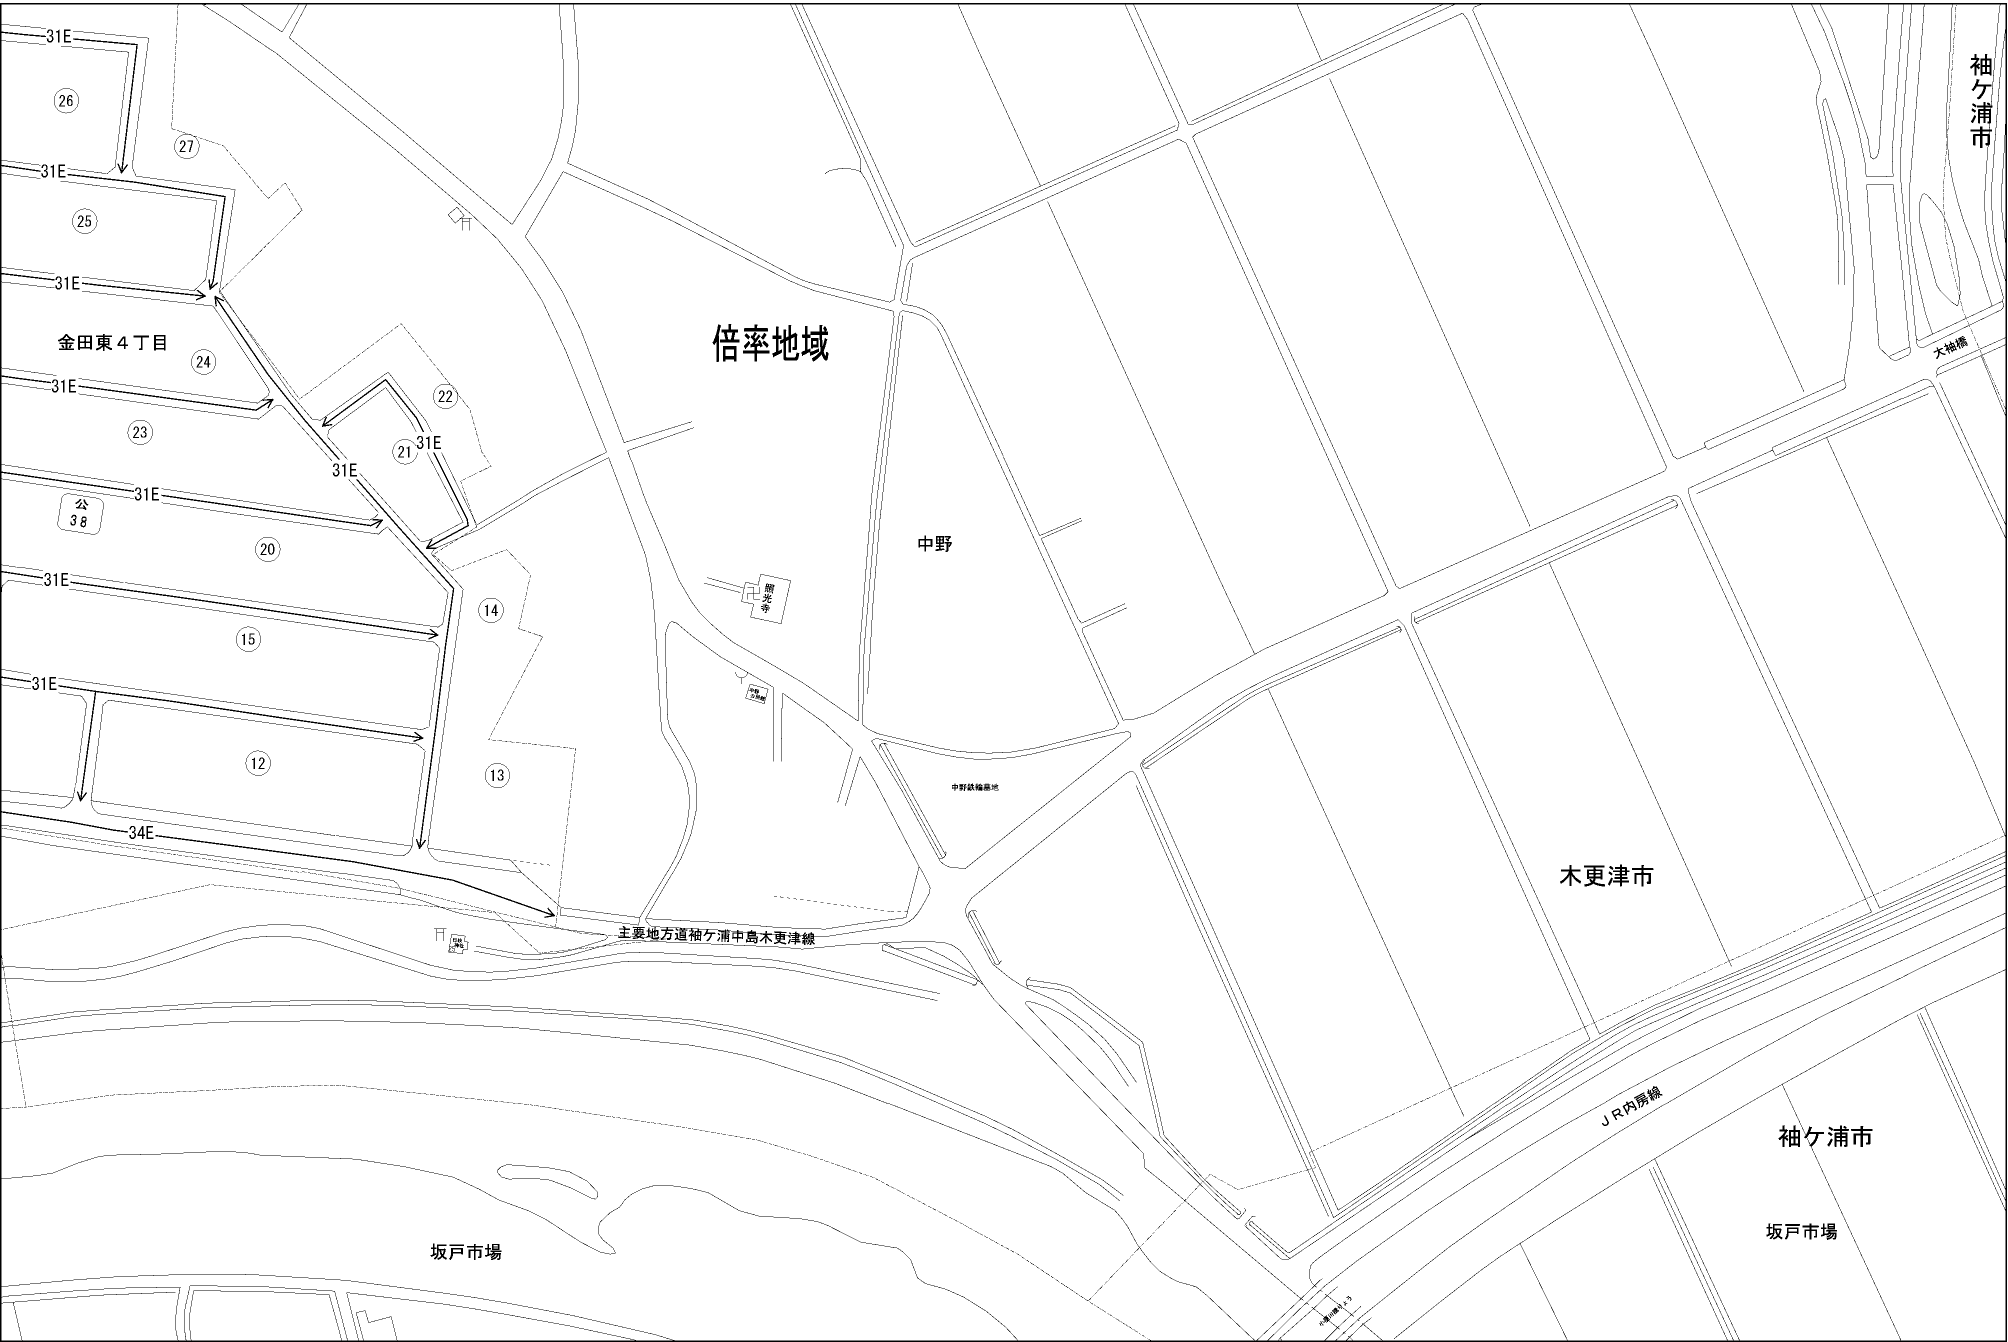 31E
26
27
31E
25
31E
金田東４丁目
24
22
31E
23
21
31E
31E
31E
公
38
20
31E
14
15
31E
12
13
34E
倍率地域
中野
照光寺
中野鉄輪墓地
主要地方道袖ケ浦中島木更津線
袖ケ浦市
大袖橋
木更津市
ＪＲ内房線
袖ケ浦市
坂戸市場
坂戸市場